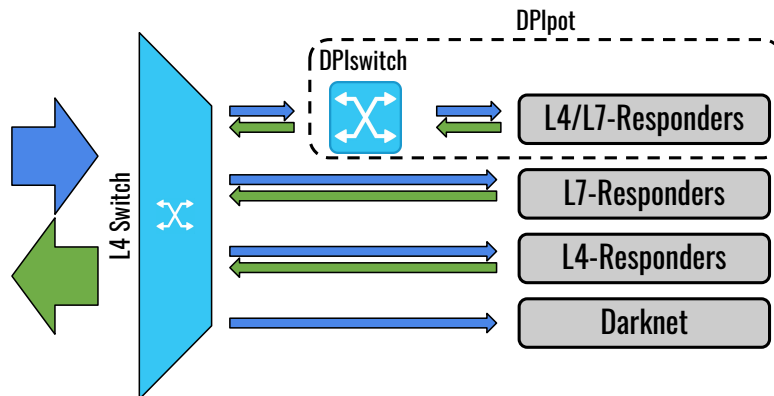 DPIpot
DPIswitch
L4/L7-Responders
L4 Switch
L7-Responders
L4-Responders
Darknet